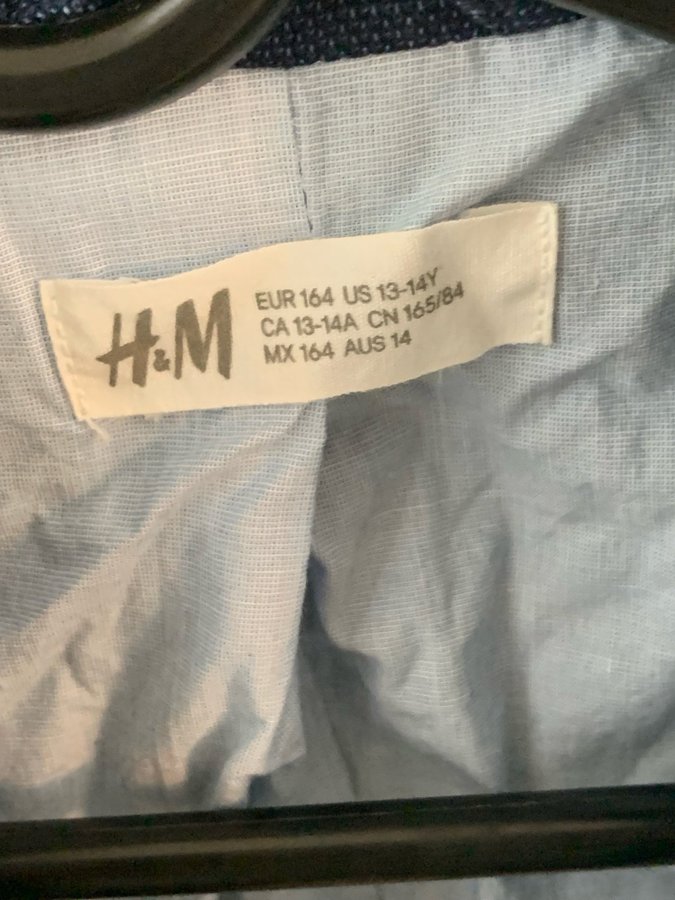 H&M
EUR 164 US 13-14Y
CA 13-14A CN 165/84
MX 164 AUS 14